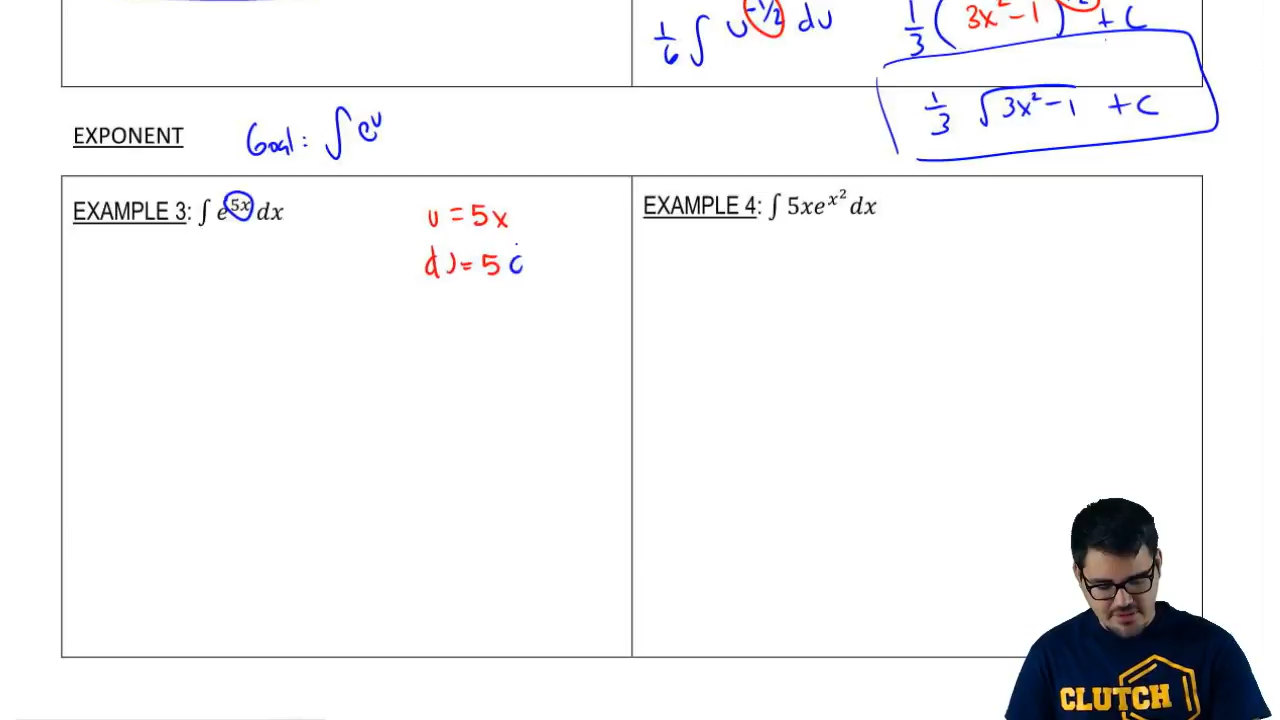 1/6 ∫ u^(-1/2) du
1/3 (3x² − 1) + C
1/3 √(3x² − 1) + C
EXPONENT
Goal: ∫ e^u
EXAMPLE 3: ∫ e^(5x) dx
u = 5x
du = 5
EXAMPLE 4: ∫ 5xe^(x²) dx
CLUTCH